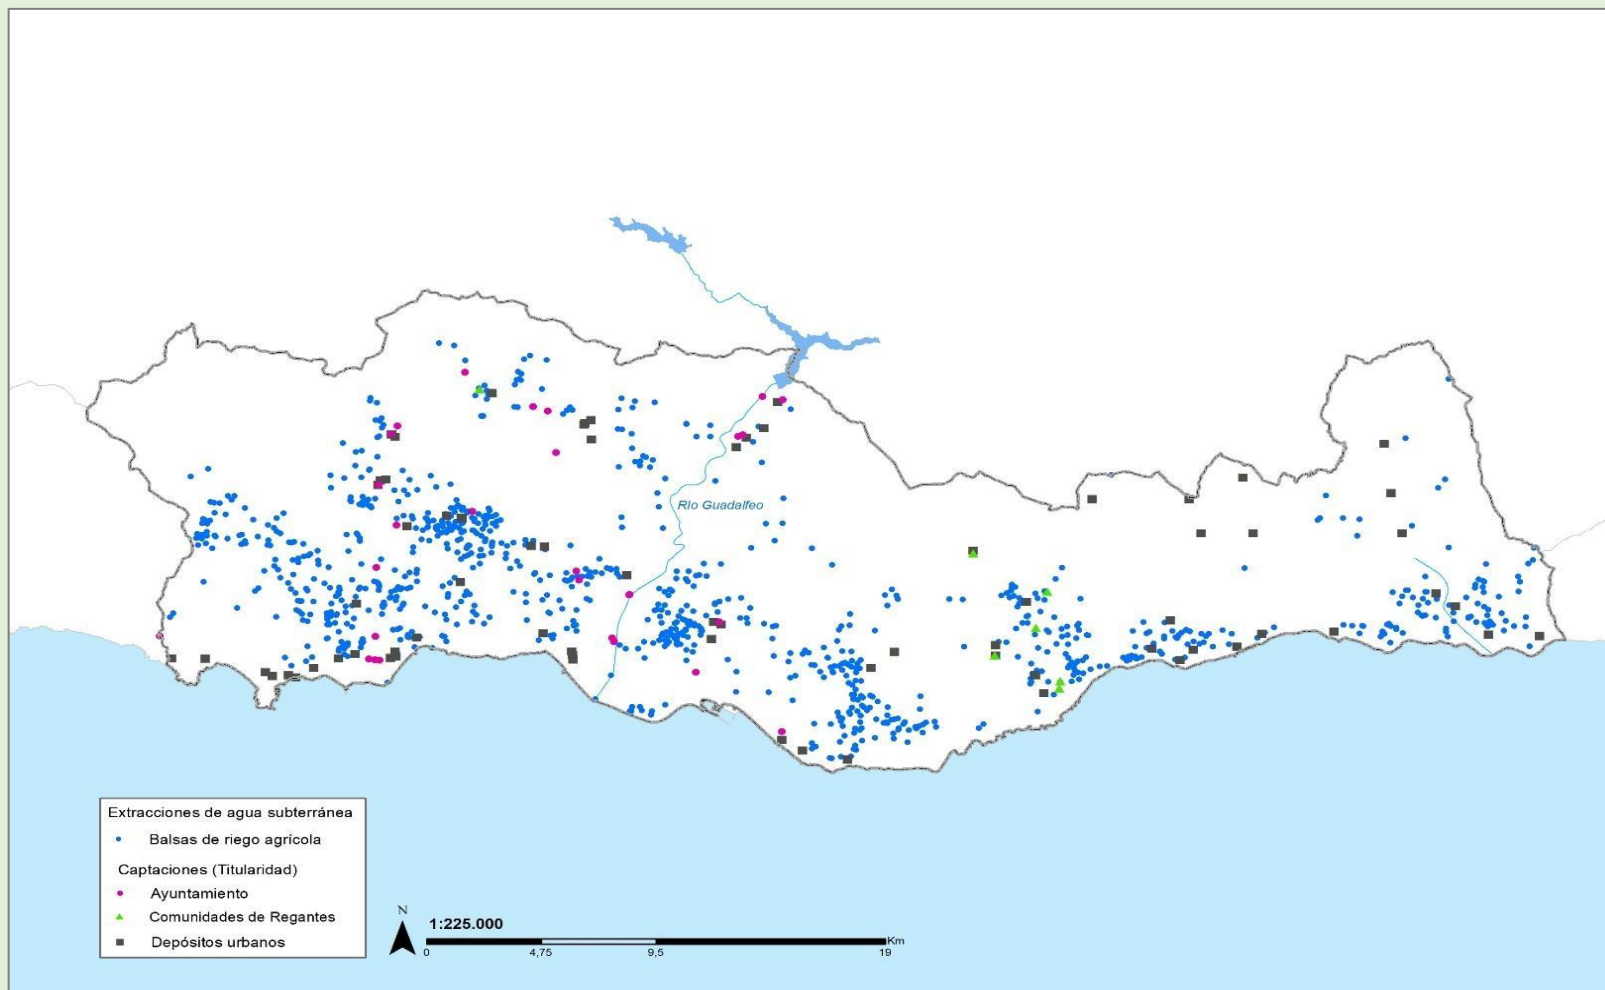 Rio Guadalfeo
Extracciones de agua subterránea
Balsas de riego agrícola
Captaciones (Titularidad)
Ayuntamiento
Comunidades de Regantes
Depósitos urbanos
N
1:225.000
Km
0 4,75 9,5 19